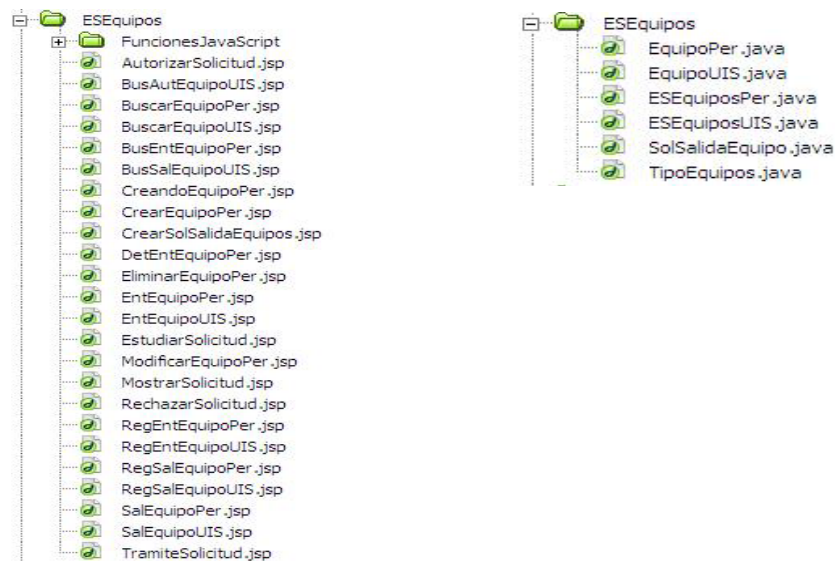 ESEquipos
FuncionesJavaScript
AutorizarSolicitud.jsp
BusAutEquipoUIS.jsp
BuscarEquipoPer.jsp
BuscarEquipoUIS.jsp
BusEntEquipoPer.jsp
BusSalEquipoUIS.jsp
CreandoEquipoPer.jsp
CrearEquipoPer.jsp
CrearSolSalidaEquipos.jsp
DetEntEquipoPer.jsp
EliminarEquipoPer.jsp
EntEquipoPer.jsp
EntEquipoUIS.jsp
EstudiarSolicitud.jsp
ModificarEquipoPer.jsp
MostrarSolicitud.jsp
RechazarSolicitud.jsp
RegEntEquipoPer.jsp
RegEntEquipoUIS.jsp
RegSalEquipoPer.jsp
RegSalEquipoUIS.jsp
SalEquipoPer.jsp
SalEquipoUIS.jsp
TramiteSolicitud.jsp
ESEquipos
EquipoPer.java
EquipoUIS.java
ESEquiposPer.java
ESEquiposUIS.java
SolSalidaEquipo.java
TipoEquipos.java